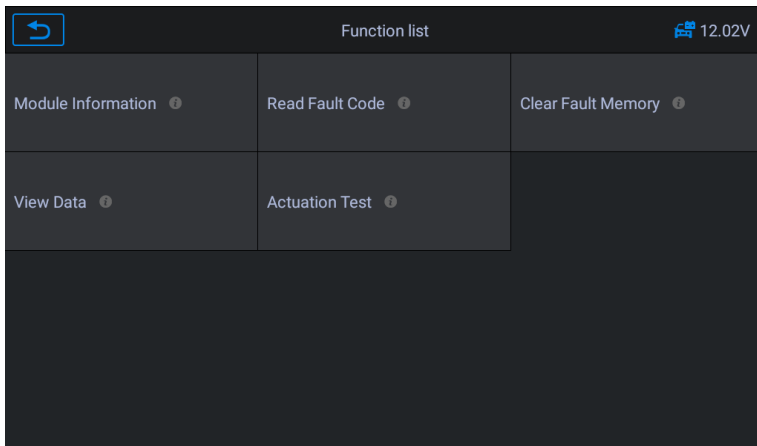 Function list
12.02V
Module Information
Read Fault Code
Clear Fault Memory
View Data
Actuation Test